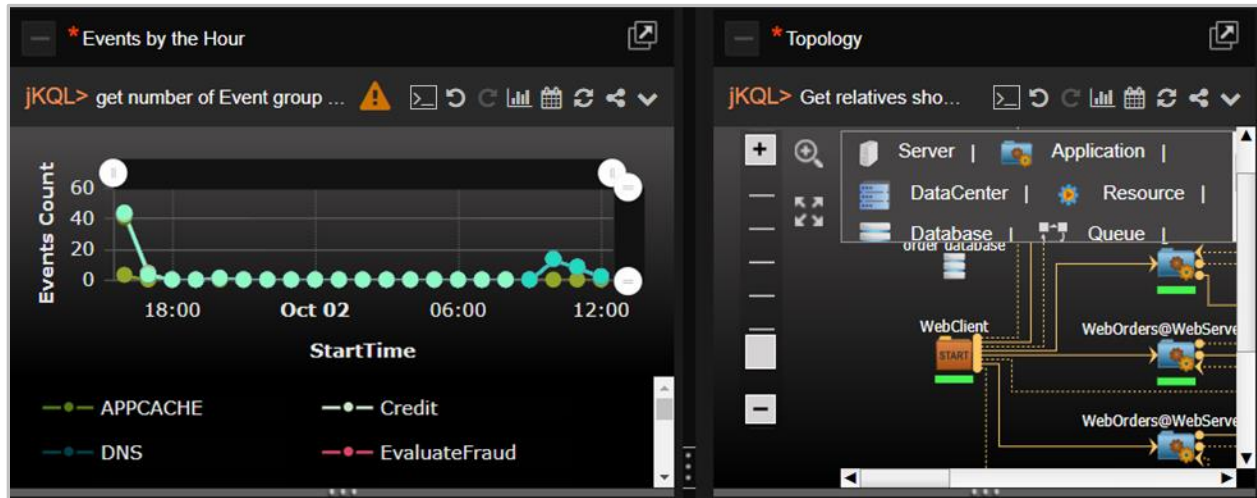 * Events by the Hour
jKQL> get number of Event group ...
Events Count
60
40
20
0
18:00 Oct 02 06:00 12:00
StartTime
APPCACHE Credit
DNS EvaluateFraud
* Topology
jKQL> Get relatives sho...
Server | Application |
DataCenter | Resource |
Database | Queue |
order database
WebClient
START
WebOrders@WebServe
WebOrders@WebServe